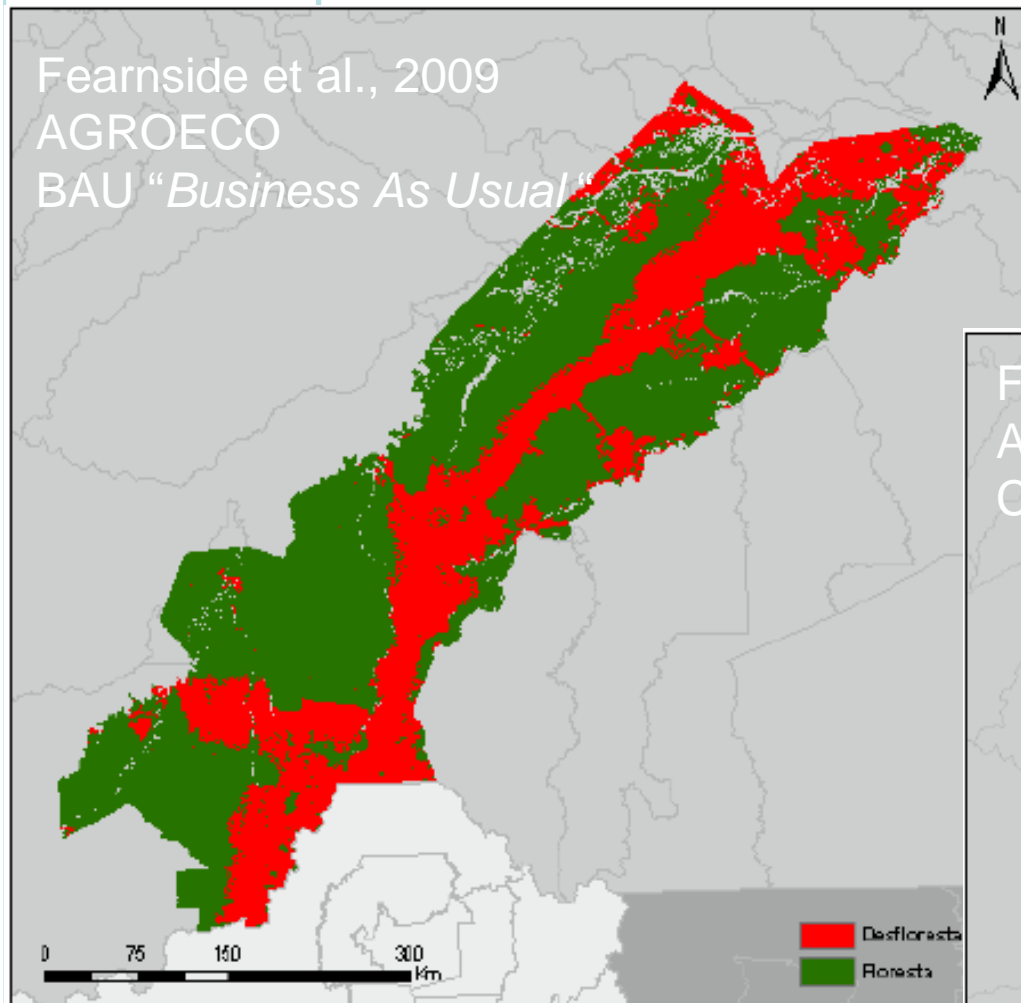 Fearnside et al., 2009
AGROECO
BAU “Business As Usual “
N
F
A
C
0 75 150 300
Km
Desfloresta
Floresta